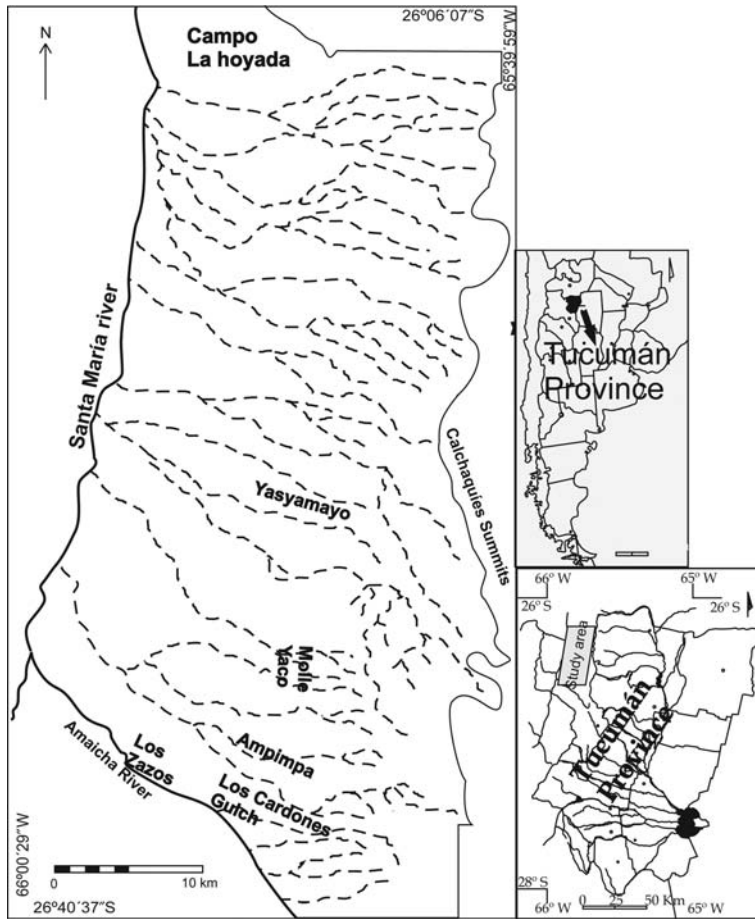 26º06´07″S
65º39´59″W
N
Campo
La hoyada
Santa María river
Calchaquíes Summits
Yasyamayo
Molle
Yaco
Ampimpa
Los
Zazos
Amaicha River
Los Cardones
Gulch
66º00´29″W
0 10 km
26º40´37″S
Tucumán
Province
66º W 65º W
26º S 26º S
Study area
Tucumán
Province
28º S
0 25 50 Km
66º W 65º W